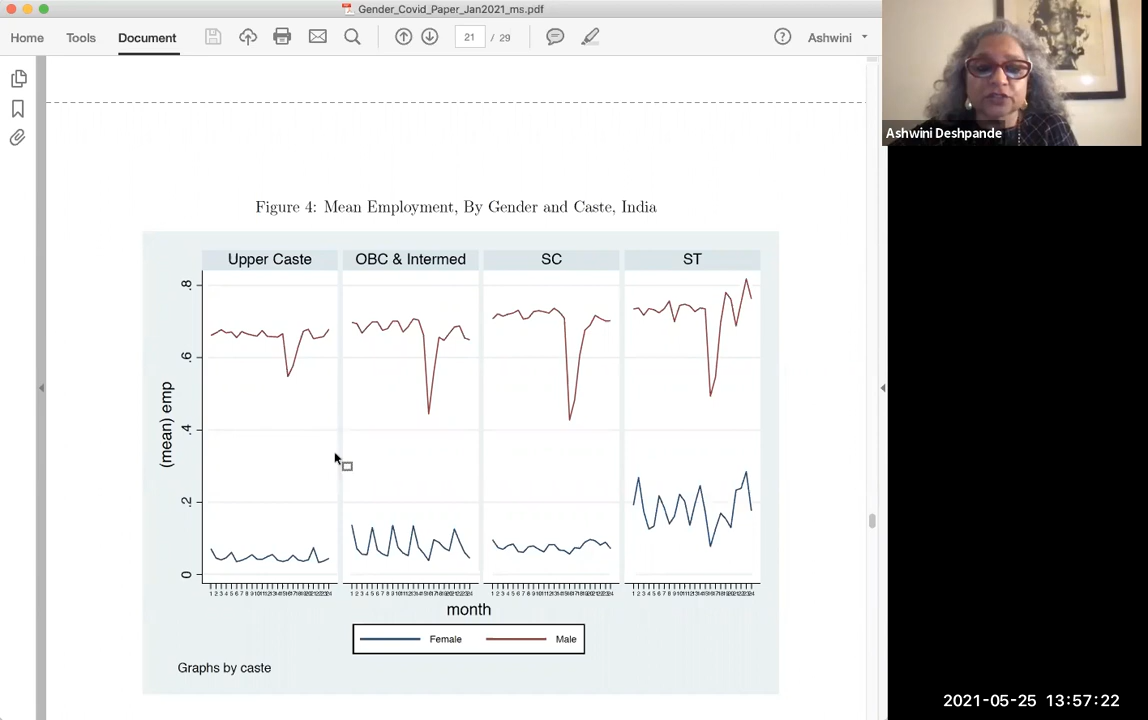 Gender_Covid_Paper_Jan2021_ms.pdf
Home Tools Document 21 / 29 Ashwini
Ashwini Deshpande
Figure 4: Mean Employment, By Gender and Caste, India
Upper Caste OBC & Intermed SC ST
(mean) emp
.8
.6
.4
.2
0
month
Female Male
Graphs by caste
2021-05-25 13:57:22